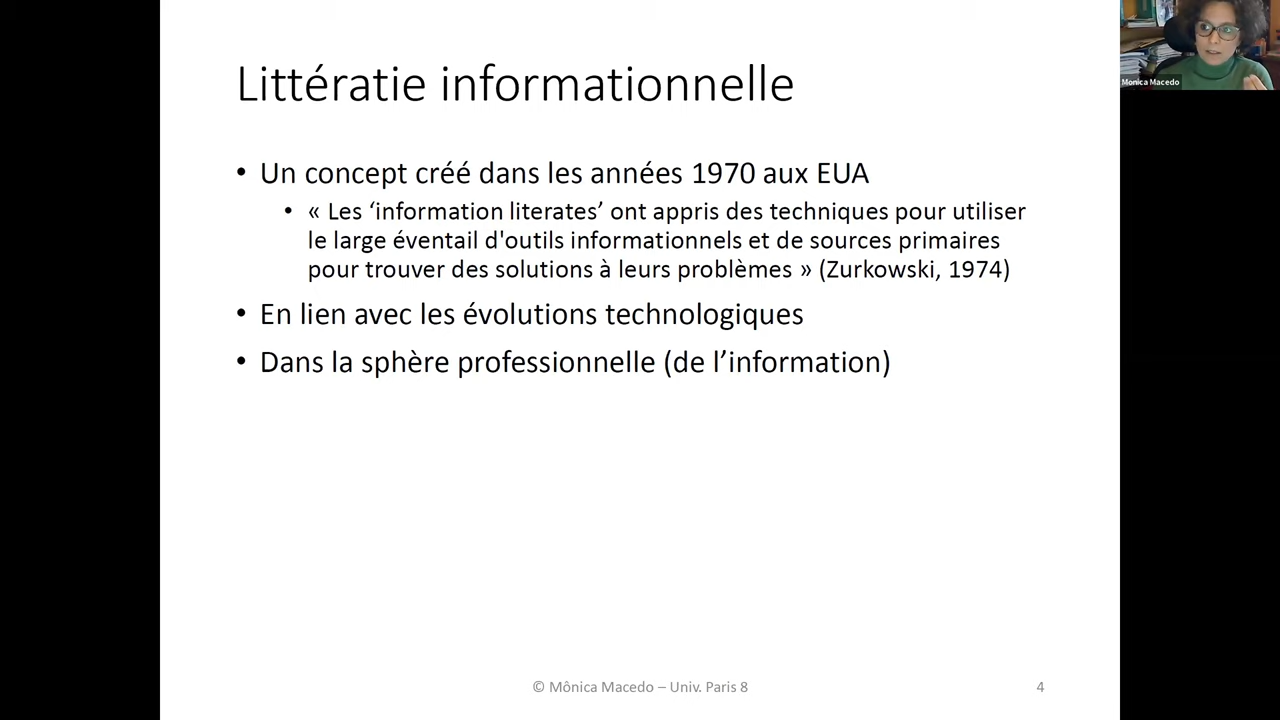 Littératie informationnelle
Monica Macedo
• Un concept créé dans les années 1970 aux EUA
• « Les ‘information literates’ ont appris des techniques pour utiliser
le large éventail d'outils informationnels et de sources primaires
pour trouver des solutions à leurs problèmes » (Zurkowski, 1974)
• En lien avec les évolutions technologiques
• Dans la sphère professionnelle (de l’information)
© Mônica Macedo – Univ. Paris 8
4